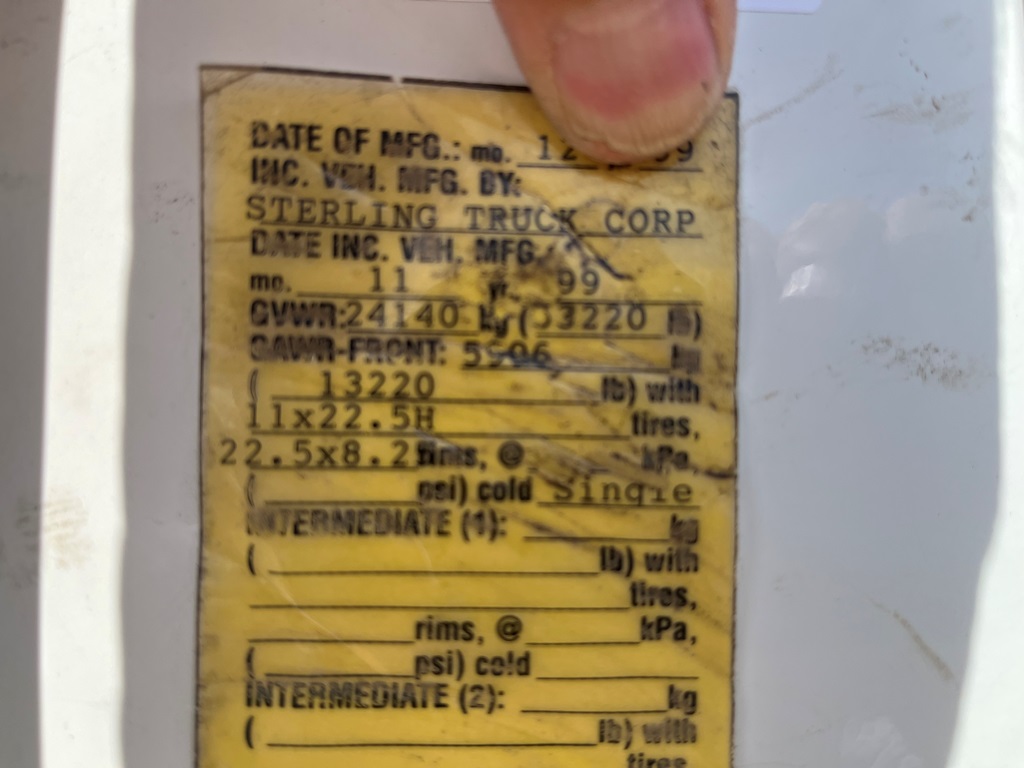 DATE OF MFG.: mo. 12 99
INC. VEH. MFG. BY:
STERLING TRUCK CORP
DATE INC. VEH. MFG.
mo. 11 yr. 99
GVWR: 24140 kg (53220 lb)
GAWR-FRONT: 5996 kg
( 13220 lb) with
11x22.5H tires,
22.5x8.25 rims, @ kPa,
( psi) cold Single
INTERMEDIATE (1): kg
( lb) with
tires,
rims, @ kPa,
( psi) cold
INTERMEDIATE (2): kg
( lb) with
tires